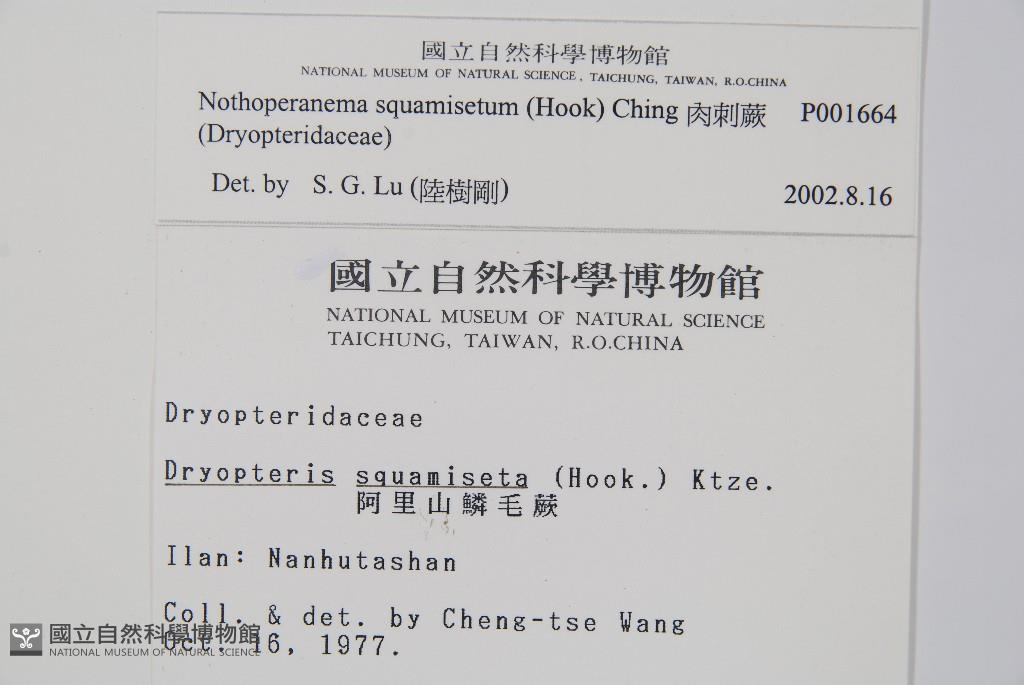 國立自然科學博物館
NATIONAL MUSEUM OF NATURAL SCIENCE, TAICHUNG, TAIWAN, R.O.CHINA
Nothoperanema squamisetum (Hook) Ching 肉刺蕨 P001664
(Dryopteridaceae)
Det. by S. G. Lu (陸樹剛) 2002.8.16
國立自然科學博物館
NATIONAL MUSEUM OF NATURAL SCIENCE
TAICHUNG, TAIWAN, R.O.CHINA
Dryopteridaceae
Dryopteris squamiseta (Hook.) Ktze.
阿里山鱗毛蕨
Ilan: Nanhutashan
Coll. & det. by Cheng-tse Wang
Oct. 16, 1977.
國立自然科學博物館
NATIONAL MUSEUM OF NATURAL SCIENCE